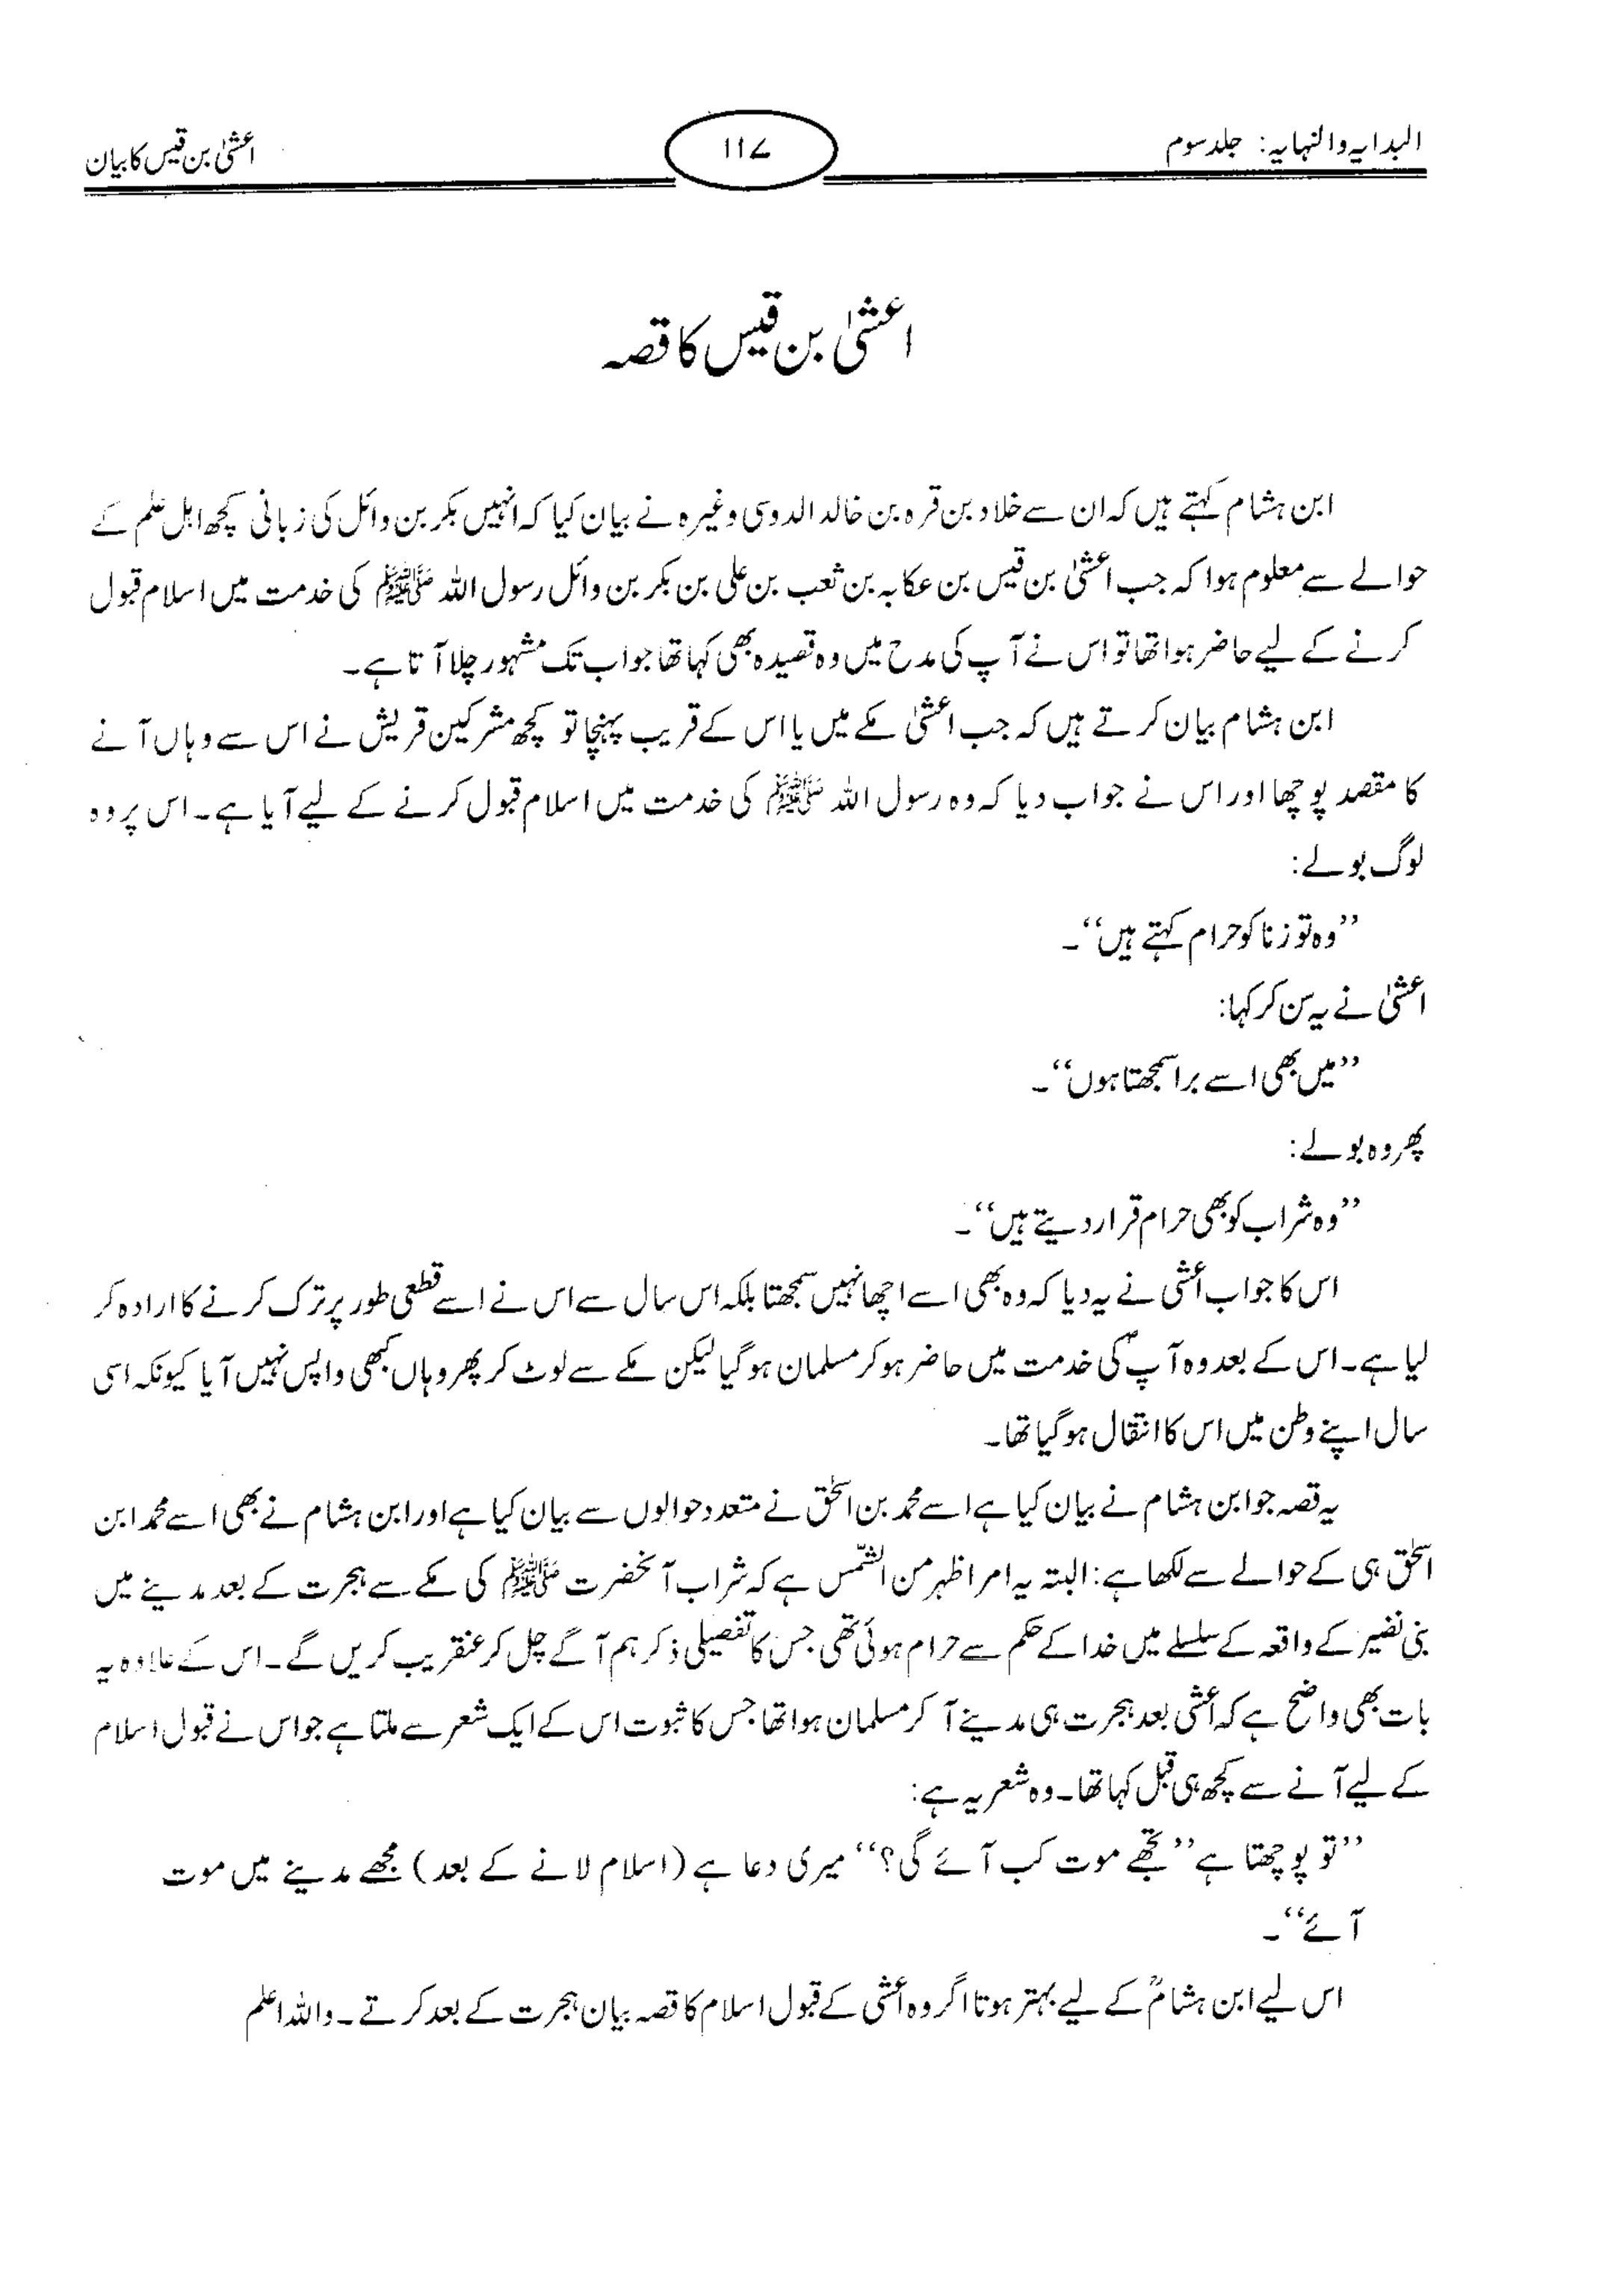 البدایہ والنہایہ: جلد سوم
۱۱۷
اعشیٰ بن قیس کا بیان
اعشیٰ بن قیس کا قصہ
ابن ہشام کہتے ہیں کہ ان سے خلاد بن قرہ بن خالد الدوسی وغیرہ نے بیان کیا کہ انہیں بکر بن وائل کی زبانی کچھ اہل علم کے
حوالے سے معلوم ہوا کہ جب اعشیٰ بن قیس بن عکابہ بن ثعب بن علی بن بکر بن وائل رسول اللہ ﷺ کی خدمت میں اسلام قبول
کرنے کے لیے حاضر ہوا تھا تو اس نے آپ کی مدح میں وہ قصیدہ بھی کہا تھا جو اب تک مشہور چلا آتا ہے۔
ابن ہشام بیان کرتے ہیں کہ جب اعشیٰ مکے میں یا اس کے قریب پہنچا تو کچھ مشرکین قریش نے اس سے وہاں آنے
کا مقصد پوچھا اور اس نے جواب دیا کہ وہ رسول اللہ ﷺ کی خدمت میں اسلام قبول کرنے کے لیے آیا ہے۔ اس پر وہ
لوگ بولے:
’’وہ تو زنا کو حرام کہتے ہیں‘‘۔
اعشیٰ نے یہ سن کر کہا:
’’میں بھی اسے برا سمجھتا ہوں‘‘۔
پھر وہ بولے:
’’وہ شراب کو بھی حرام قرار دیتے ہیں‘‘۔
اس کا جواب اعشی نے یہ دیا کہ وہ بھی اسے اچھا نہیں سمجھتا بلکہ اس سال سے اس نے اسے قطعی طور پر ترک کرنے کا ارادہ کر
لیا ہے۔ اس کے بعد وہ آپؐ کی خدمت میں حاضر ہو کر مسلمان ہو گیا لیکن مکے سے لوٹ کر پھر وہاں کبھی واپس نہیں آیا کیونکہ اسی
سال اپنے وطن میں اس کا انتقال ہو گیا تھا۔
یہ قصہ جو ابن ہشام نے بیان کیا ہے اسے محمد بن اسحٰق نے متعدد حوالوں سے بیان کیا ہے اور ابن ہشام نے بھی اسے محمد ابن
اسحٰق ہی کے حوالے سے لکھا ہے: البتہ یہ امر اظہر من الشمّس ہے کہ شراب آنحضرت ﷺ کی مکے سے ہجرت کے بعد مدینے میں
بنی نضیر کے واقعہ کے سلسلے میں خدا کے حکم سے حرام ہوئی تھی جس کا تفصیلی ذکر ہم آگے چل کر عنقریب کریں گے۔ اس کے علاوہ یہ
بات بھی واضح ہے کہ اعشی بعد ہجرت ہی مدینے آ کر مسلمان ہوا تھا جس کا ثبوت اس کے ایک شعر سے ملتا ہے جو اس نے قبول اسلام
کے لیے آنے سے کچھ ہی قبل کہا تھا۔ وہ شعر یہ ہے:
’’تو پوچھتا ہے ’’تجھے موت کب آئے گی؟‘‘ میری دعا ہے (اسلام لانے کے بعد) مجھے مدینے میں موت
آئے‘‘۔
اس لیے ابن ہشامؒ کے لیے بہتر ہوتا اگر وہ اعشی کے قبول اسلام کا قصہ بیان ہجرت کے بعد کرتے۔ واللہ اعلم